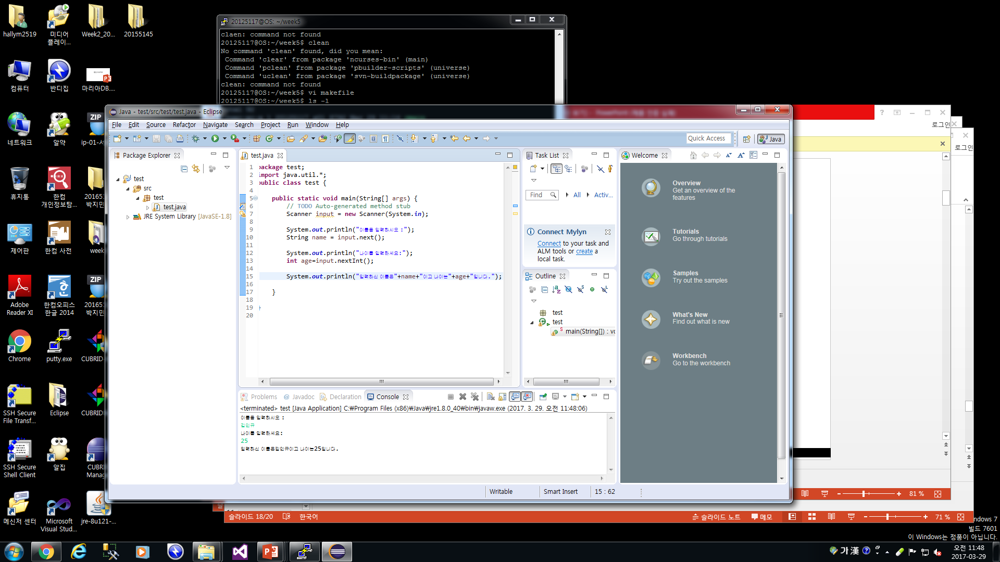 hallym2519
미디어
플레이...
Week2_20...
20155145
컴퓨터
반디집
마리아DB....
네트워크
알약
ip-01-서
휴지통
한컴
개인정보탐...
201651
박지민
제어판
한컴 사전
week
Adobe
Reader XI
한컴오피스
한글 2014
201651
박지민
Chrome
putty.exe
CUBRID
SSH Secure
File Transf...
Eclipse
CUBRID
SSH Secure
Shell Client
알집
CUBRI
Manag
메신저 센터
Microsoft
Visual Stud...
jre-8u121-...
20125117@OS: ~/week5
claen: command not found
20125117@OS:~/week5$ clean
No command 'clean' found, did you mean:
Command 'clear' from package 'ncurses-bin' (main)
Command 'pclean' from package 'pbuilder-scripts' (universe)
Command 'uclean' from package 'svn-buildpackage' (universe)
clean: command not found
20125117@OS:~/week5$ vi makefile
20125117@OS:~/week5$ ls -l
Java - test/src/test/test.java - Eclipse
File Edit Source Refactor Navigate Search Project Run Window Help
Quick Access
Java
Package Explorer
test
src
test
test.java
JRE System Library [JavaSE-1.8]
test.java
1 package test;
2 import java.util.*;
3 public class test {
4
5 public static void main(String[] args) {
6 // TODO Auto-generated method stub
7 Scanner input = new Scanner(System.in);
8
9 System.out.println("이름을 입력하시오 :");
10 String name = input.next();
11
12 System.out.println("나이를 입력하세요:");
13 int age=input.nextInt();
14
15 System.out.println("입력하신 이름은"+name+"이고 나이는"+age+"입니다.");
16
17 }
18
19 }
20
Task List
Find
All
Activ...
Connect Mylyn
Connect to your task and
ALM tools or create a
local task.
Outline
test
test
main(String[]) : vo
Welcome
Overview
Get an overview of the
features
Tutorials
Go through tutorials
Samples
Try out the samples
What's New
Find out what is new
Workbench
Go to the workbench
Problems
Javadoc
Declaration
Console
<terminated> test [Java Application] C:₩Program Files (x86)₩Java₩jre1.8.0_40₩bin₩javaw.exe (2017. 3. 29. 오전 11:48:06)
이름을 입력하시오 :
김인규
나이를 입력하세요:
25
입력하신 이름은김인규이고 나이는25입니다.
Writable
Smart Insert
15 : 62
로그인
로그인
81 %
슬라이드 18/20
한국어
슬라이드 노트
메모
71 %
ndows 7
빌드 7601
이 Windows는 정품이 아닙니다.
가 漢
오전 11:48
2017-03-29